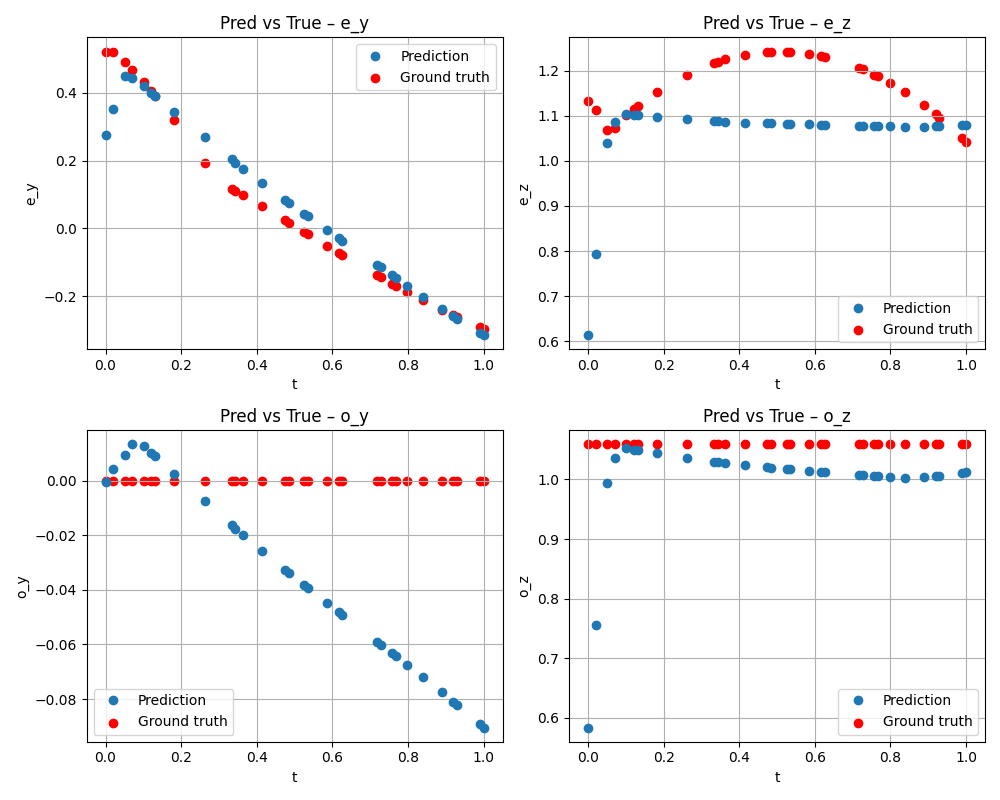 Pred vs True – e_y
e_y
0.4
0.2
0.0
−0.2
Prediction
Ground truth
0.0 0.2 0.4 0.6 0.8 1.0
t
Pred vs True – e_z
e_z
1.2
1.1
1.0
0.9
0.8
0.7
0.6
Prediction
Ground truth
0.0 0.2 0.4 0.6 0.8 1.0
t
Pred vs True – o_y
o_y
0.00
−0.02
−0.04
−0.06
−0.08
Prediction
Ground truth
0.0 0.2 0.4 0.6 0.8 1.0
t
Pred vs True – o_z
o_z
1.0
0.9
0.8
0.7
0.6
Prediction
Ground truth
0.0 0.2 0.4 0.6 0.8 1.0
t